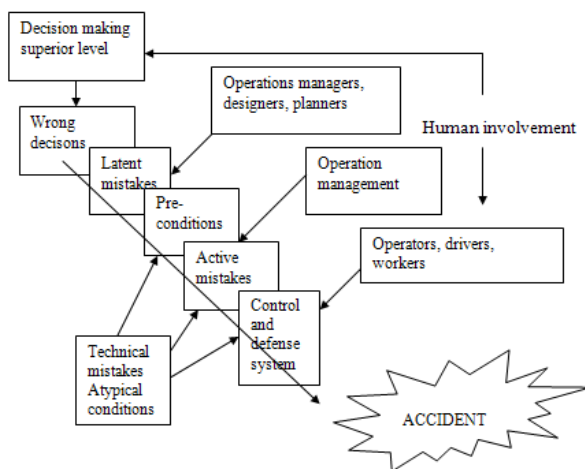 Decision making
superior level
Operations managers,
designers, planners
Wrong
decisons
Human involvement
Latent
mistakes
Operation
management
Pre-
conditions
Active
mistakes
Operators, drivers,
workers
Control
and
defense
system
Technical
mistakes
Atypical
conditions
ACCIDENT